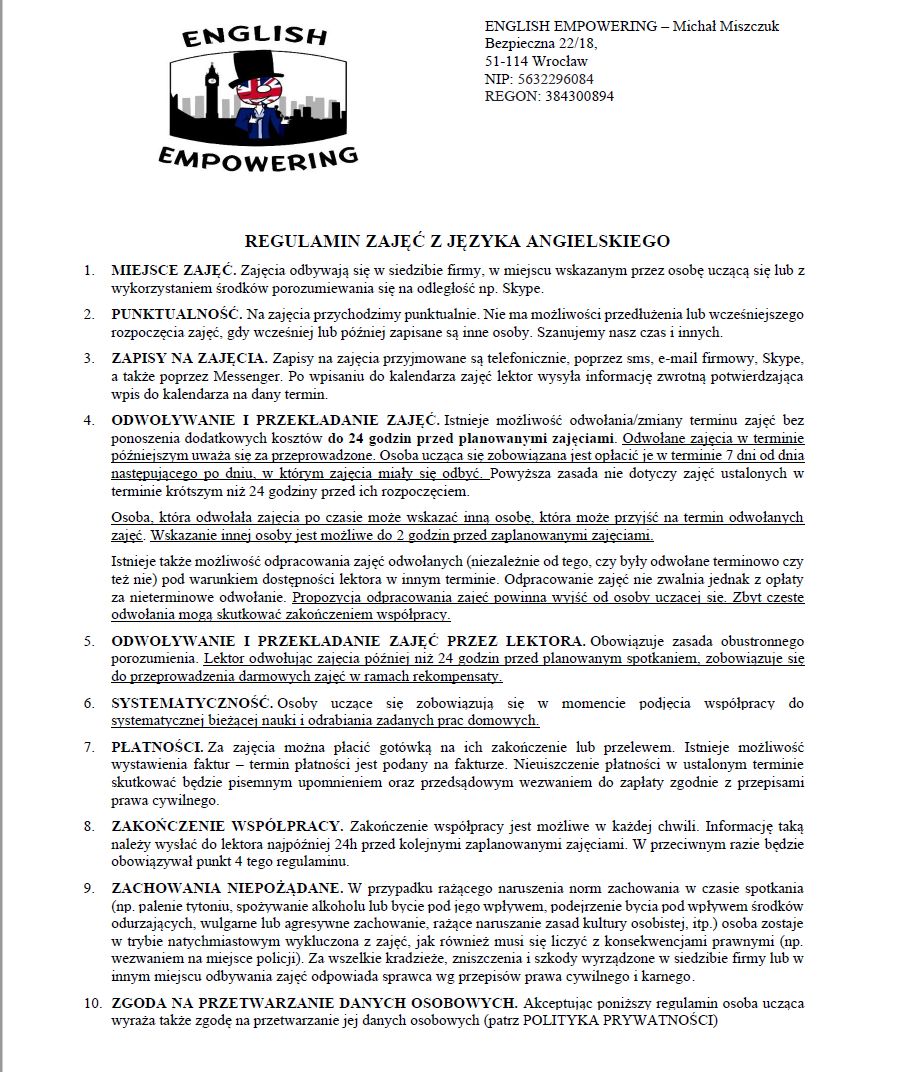 ENGLISH
EMPOWERING
ENGLISH EMPOWERING – Michał Miszczuk
Bezpieczna 22/18,
51-114 Wrocław
NIP: 5632296084
REGON: 384300894
REGULAMIN ZAJĘĆ Z JĘZYKA ANGIELSKIEGO
1. MIEJSCE ZAJĘĆ. Zajęcia odbywają się w siedzibie firmy, w miejscu wskazanym przez osobę uczącą się lub z
wykorzystaniem środków porozumiewania się na odległość np. Skype.
2. PUNKTUALNOŚĆ. Na zajęcia przychodzimy punktualnie. Nie ma możliwości przedłużenia lub wcześniejszego
rozpoczęcia zajęć, gdy wcześniej lub później zapisane są inne osoby. Szanujemy nasz czas i innych.
3. ZAPISY NA ZAJĘCIA. Zapisy na zajęcia przyjmowane są telefonicznie, poprzez sms, e-mail firmowy, Skype,
a także poprzez Messenger. Po wpisaniu do kalendarza zajęć lektor wysyła informację zwrotną potwierdzająca
wpis do kalendarza na dany termin.
4. ODWOŁYWANIE I PRZEKŁADANIE ZAJĘĆ. Istnieje możliwość odwołania/zmiany terminu zajęć bez
ponoszenia dodatkowych kosztów do 24 godzin przed planowanymi zajęciami. Odwołane zajęcia w terminie
późniejszym uważa się za przeprowadzone. Osoba ucząca się zobowiązana jest opłacić je w terminie 7 dni od dnia
następującego po dniu, w którym zajęcia miały się odbyć. Powyższa zasada nie dotyczy zajęć ustalonych w
terminie krótszym niż 24 godziny przed ich rozpoczęciem.
Osoba, która odwołała zajęcia po czasie może wskazać inną osobę, która może przyjść na termin odwołanych
zajęć. Wskazanie innej osoby jest możliwe do 2 godzin przed zaplanowanymi zajęciami.
Istnieje także możliwość odpracowania zajęć odwołanych (niezależnie od tego, czy były odwołane terminowo czy
też nie) pod warunkiem dostępności lektora w innym terminie. Odpracowanie zajęć nie zwalnia jednak z opłaty
za nieterminowe odwołanie. Propozycja odpracowania zajęć powinna wyjść od osoby uczącej się. Zbyt częste
odwołania mogą skutkować zakończeniem współpracy.
5. ODWOŁYWANIE I PRZEKŁADANIE ZAJĘĆ PRZEZ LEKTORA. Obowiązuje zasada obustronnego
porozumienia. Lektor odwołując zajęcia później niż 24 godzin przed planowanym spotkaniem, zobowiązuje się
do przeprowadzenia darmowych zajęć w ramach rekompensaty.
6. SYSTEMATYCZNOŚĆ. Osoby uczące się zobowiązują się w momencie podjęcia współpracy do
systematycznej bieżącej nauki i odrabiania zadanych prac domowych.
7. PŁATNOŚCI. Za zajęcia można płacić gotówką na ich zakończenie lub przelewem. Istnieje możliwość
wystawienia faktur – termin płatności jest podany na fakturze. Nieuiszczenie płatności w ustalonym terminie
skutkować będzie pisemnym upomnieniem oraz przedsądowym wezwaniem do zapłaty zgodnie z przepisami
prawa cywilnego.
8. ZAKOŃCZENIE WSPÓŁPRACY. Zakończenie współpracy jest możliwe w każdej chwili. Informację taką
należy wysłać do lektora najpóźniej 24h przed kolejnymi zaplanowanymi zajęciami. W przeciwnym razie będzie
obowiązywał punkt 4 tego regulaminu.
9. ZACHOWANIA NIEPOŻĄDANE. W przypadku rażącego naruszenia norm zachowania w czasie spotkania
(np. palenie tytoniu, spożywanie alkoholu lub bycie pod jego wpływem, podejrzenie bycia pod wpływem środków
odurzających, wulgarne lub agresywne zachowanie, rażące naruszanie zasad kultury osobistej, itp.) osoba zostaje
w trybie natychmiastowym wykluczona z zajęć, jak również musi się liczyć z konsekwencjami prawnymi (np.
wezwaniem na miejsce policji). Za wszelkie kradzieże, zniszczenia i szkody wyrządzone w siedzibie firmy lub w
innym miejscu odbywania zajęć odpowiada sprawca wg przepisów prawa cywilnego i karnego.
10. ZGODA NA PRZETWARZANIE DANYCH OSOBOWYCH. Akceptując poniższy regulamin osoba ucząca
wyraża także zgodę na przetwarzanie jej danych osobowych (patrz POLITYKA PRYWATNOŚCI)